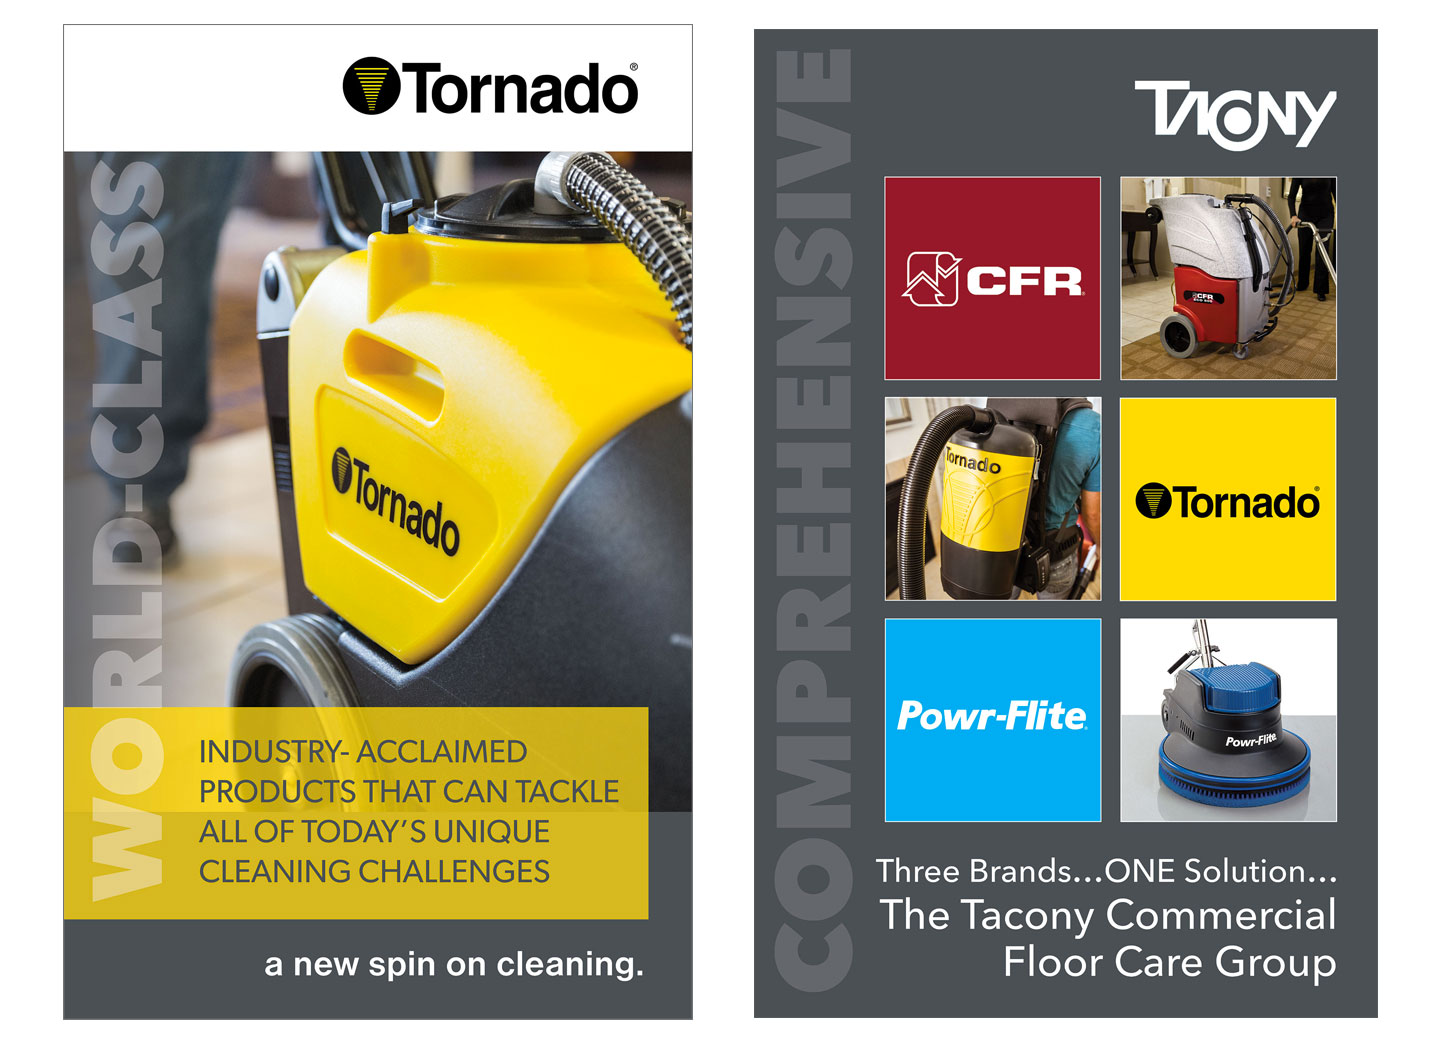 Tornado®
WORLD-CLASS
Tornado
INDUSTRY- ACCLAIMED
PRODUCTS THAT CAN TACKLE
ALL OF TODAY'S UNIQUE
CLEANING CHALLENGES
a new spin on cleaning.
COMPREHENSIVE
TACONY
CFR
CFR
Tornado
Tornado®
Powr-Flite
Powr-Flite
Three Brands...ONE Solution...
The Tacony Commercial
Floor Care Group